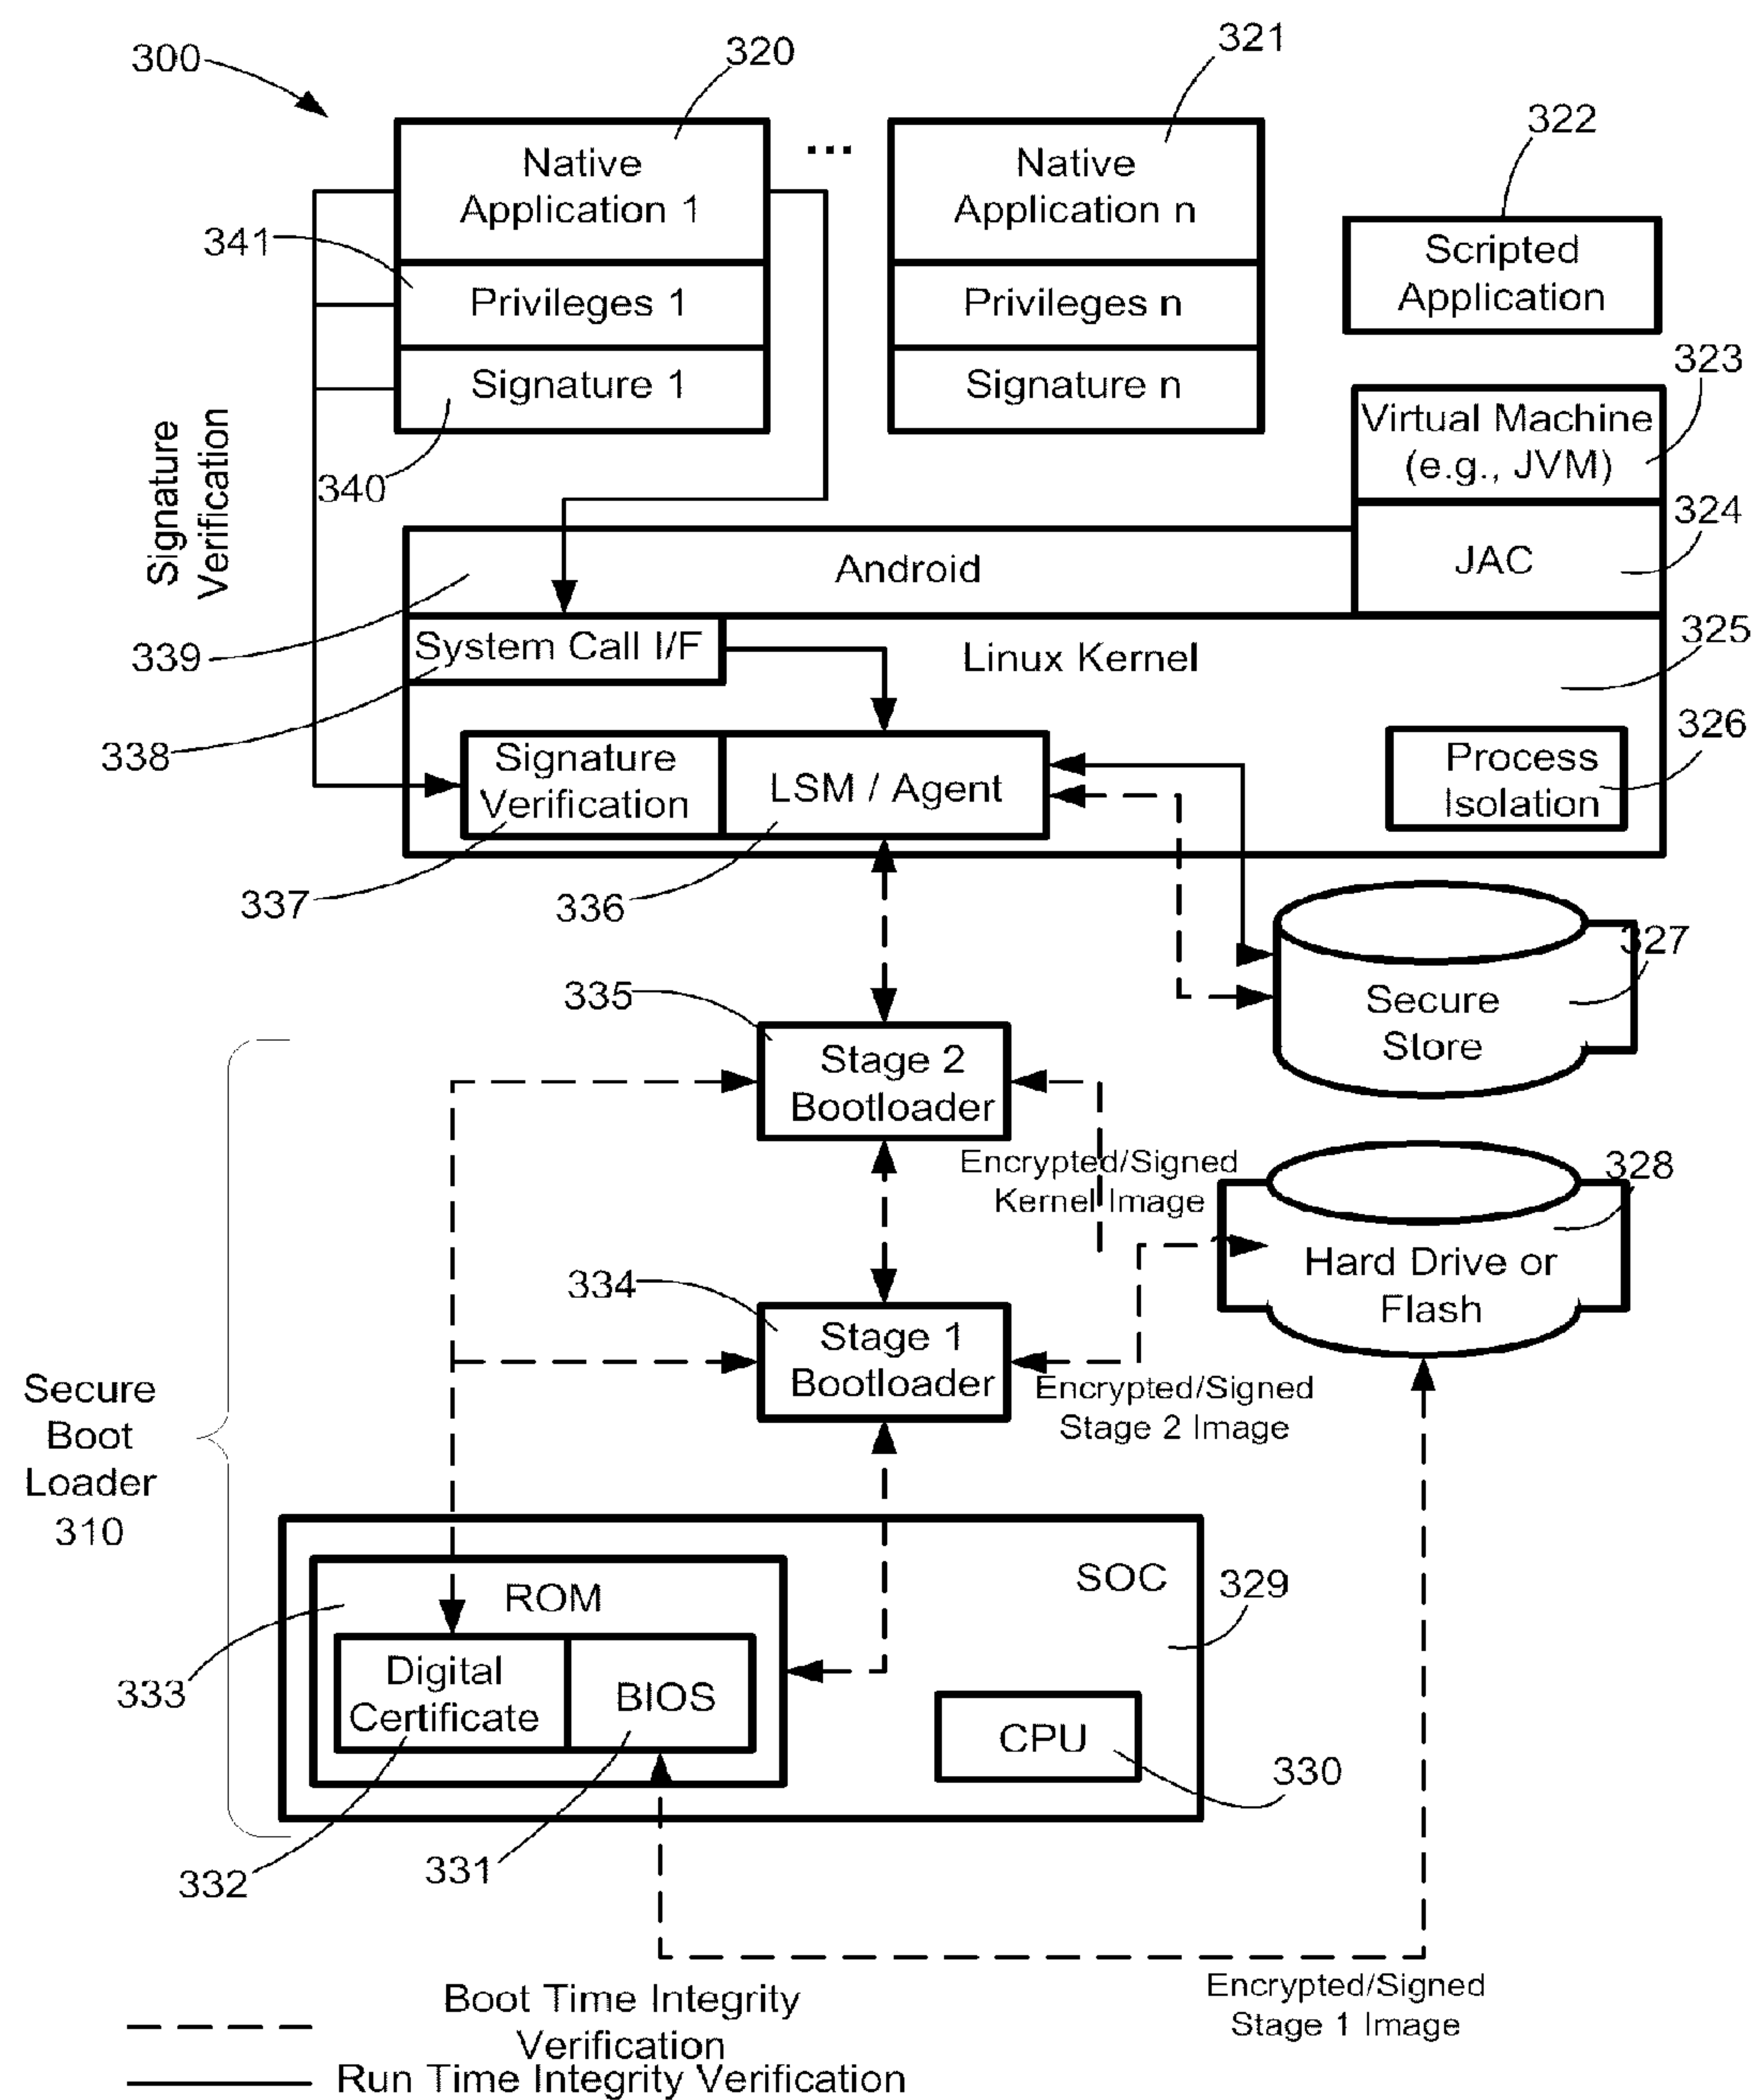 300
320
321
322
Native
Application 1
...
Native
Application n
Scripted
Application
341
Privileges 1
Privileges n
323
Signature 1
Signature n
340
Virtual Machine
(e.g., JVM)
Signature
Verification
324
Android
JAC
339
System Call I/F
Linux Kernel
325
338
Signature
Verification
LSM / Agent
Process
Isolation
326
337
336
327
Secure
Store
335
Stage 2
Bootloader
Encrypted/Signed
Kernel Image
328
Hard Drive or
Flash
334
Stage 1
Bootloader
Encrypted/Signed
Stage 2 Image
Secure
Boot
Loader
310
SOC
329
ROM
333
Digital
Certificate
BIOS
CPU
330
332
331
Encrypted/Signed
Stage 1 Image
Boot Time Integrity
Verification
Run Time Integrity Verification